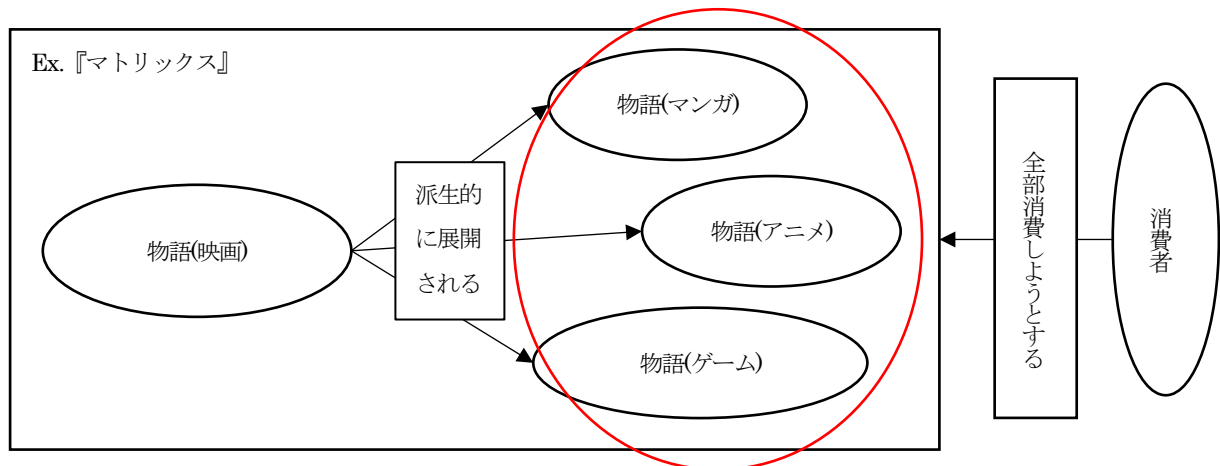 Ex.『マトリックス』
物語(マンガ)
派生的
に展開
される
物語(映画)
物語(アニメ)
物語(ゲーム)
全部消費しようとする
消費者